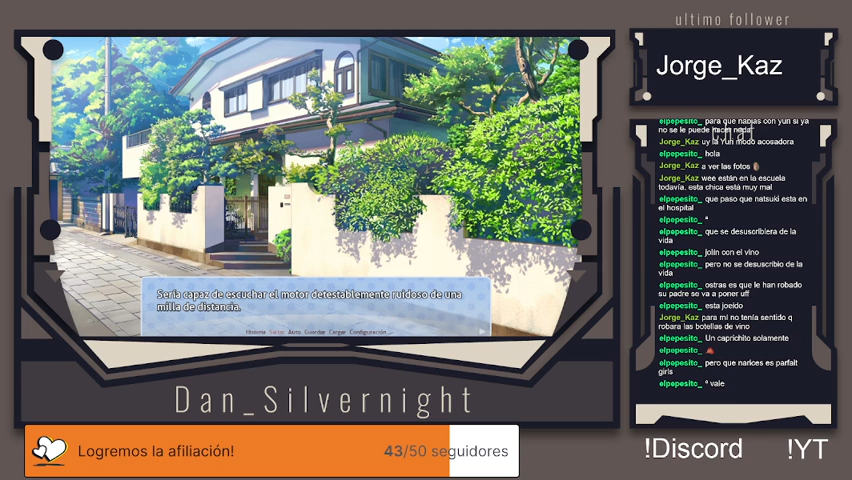 ultimo follower
Jorge_Kaz
elpepesito_ para que hablas con yuri si ya
no se le puede hacer nada
chat
Jorge_Kaz uy la Yuri modo acosadora
elpepesito_ hola
Jorge_Kaz a ver las fotos
Jorge_Kaz wee están en la escuela
todavía. esta chica está muy mal
elpepesito_ que paso que natsuki esta en
el hospital
elpepesito_ *
elpepesito_ que se desuscribiera de la
vida
elpepesito_ jolin con el vino
elpepesito_ pero no se desuscribio de la
vida
elpepesito_ ostras es que le han robado
su padre se va a poner uff
elpepesito_ esta joeido
Jorge_Kaz para mi no tenía sentido q
robara las botellas de vino
elpepesito_ Un caprichito solamente
elpepesito_
elpepesito_ pero que narices es parfait
girls
elpepesito_ * vale
Sería capaz de escuchar el motor detestablemente ruidoso de una
milla de distancia.
Historia Saltar Auto Guardar Cargar Configuración
Dan_Silvernight
Logremos la afiliación! 43/50 seguidores
!Discord !YT